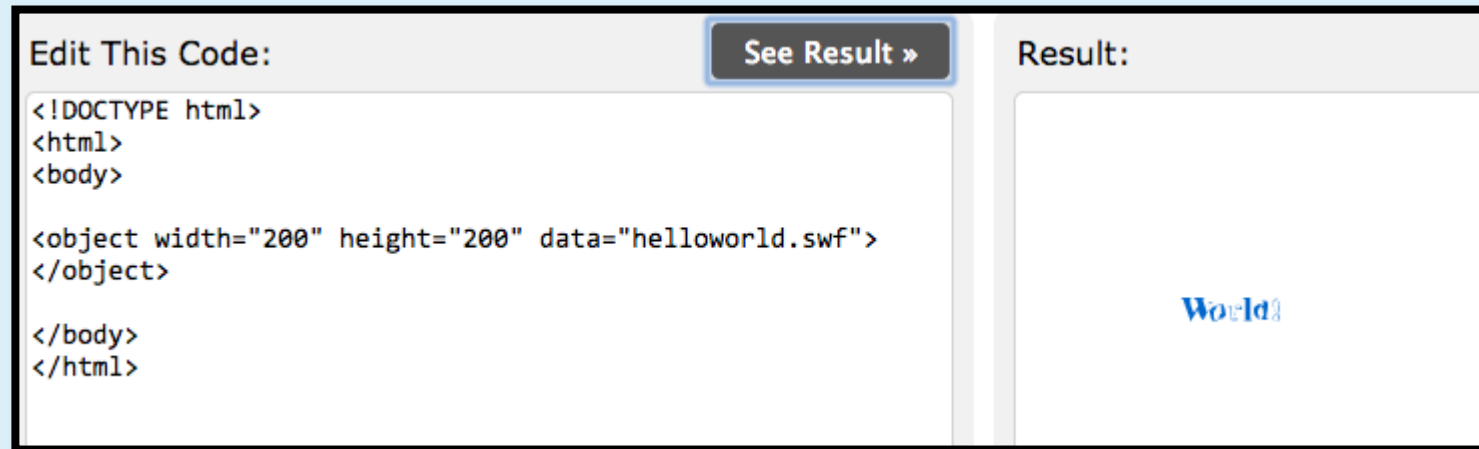 Edit This Code:
See Result »
<!DOCTYPE html>
<html>
<body>
<object width="200" height="200" data="helloworld.swf">
</object>
</body>
</html>
Result:
World!